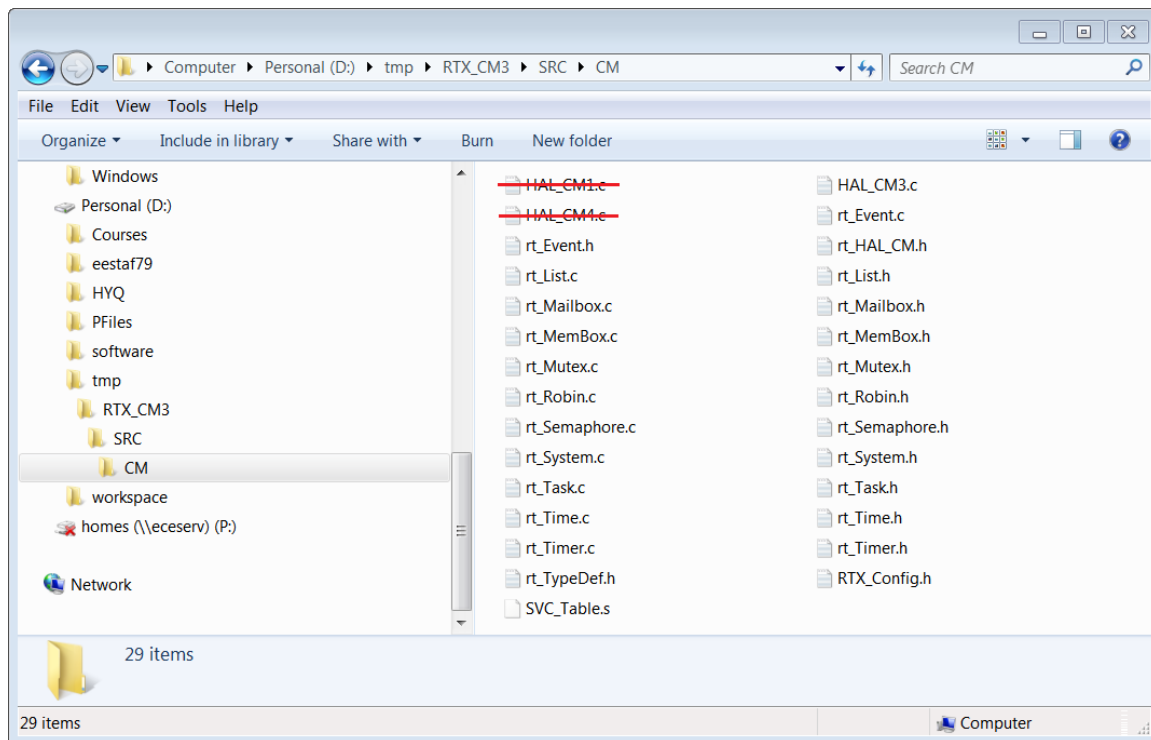 Computer Personal (D:) tmp RTX_CM3 SRC CM
Search CM
File Edit View Tools Help
Organize Include in library Share with Burn New folder
Windows
Personal (D:)
Courses
eestaf79
HYQ
PFiles
software
tmp
RTX_CM3
SRC
CM
workspace
homes (\\eceserv) (P:)
Network
HAL_CM1.c HAL_CM3.c
HAL_CM4.c rt_Event.c
rt_Event.h rt_HAL_CM.h
rt_List.c rt_List.h
rt_Mailbox.c rt_Mailbox.h
rt_MemBox.c rt_MemBox.h
rt_Mutex.c rt_Mutex.h
rt_Robin.c rt_Robin.h
rt_Semaphore.c rt_Semaphore.h
rt_System.c rt_System.h
rt_Task.c rt_Task.h
rt_Time.c rt_Time.h
rt_Timer.c rt_Timer.h
rt_TypeDef.h RTX_Config.h
SVC_Table.s
29 items
29 items Computer